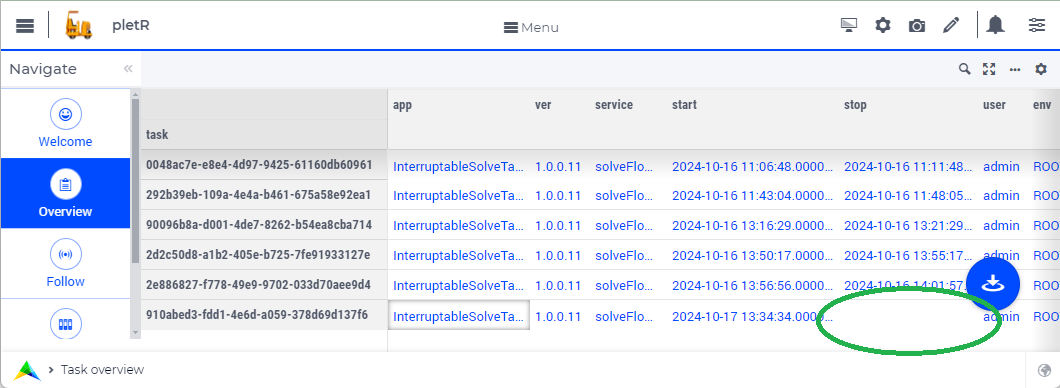 pletR
Menu
Navigate «
Welcome
Overview
Follow
app ver service start stop user env
task
0048ac7e-e8e4-4d97-9425-61160db60961 InterruptableSolveTa... 1.0.0.11 solveFlo... 2024-10-16 11:06:48.0000... 2024-10-16 11:11:48... admin ROO
292b39eb-109a-4e4a-b461-675a58e92ea1 InterruptableSolveTa... 1.0.0.11 solveFlo... 2024-10-16 11:43:04.0000... 2024-10-16 11:48:05... admin ROO
90096b8a-d001-4de7-8262-b54ea8cba714 InterruptableSolveTa... 1.0.0.11 solveFlo... 2024-10-16 13:16:29.0000... 2024-10-16 13:21:29... admin ROO
2d2c50d8-a1b2-405e-b725-7fe91933127e InterruptableSolveTa... 1.0.0.11 solveFlo... 2024-10-16 13:50:17.0000... 2024-10-16 13:55:17... admin ROO
2e886827-f778-49e9-9702-033d70aee9d4 InterruptableSolveTa... 1.0.0.11 solveFlo... 2024-10-16 13:56:56.0000... 2024-10-16 14:01:57... ROO
910abed3-fdd1-4e6d-a059-378d69d137f6 InterruptableSolveTa... 1.0.0.11 solveFlo... 2024-10-17 13:34:34.0000... admin ROO
Task overview